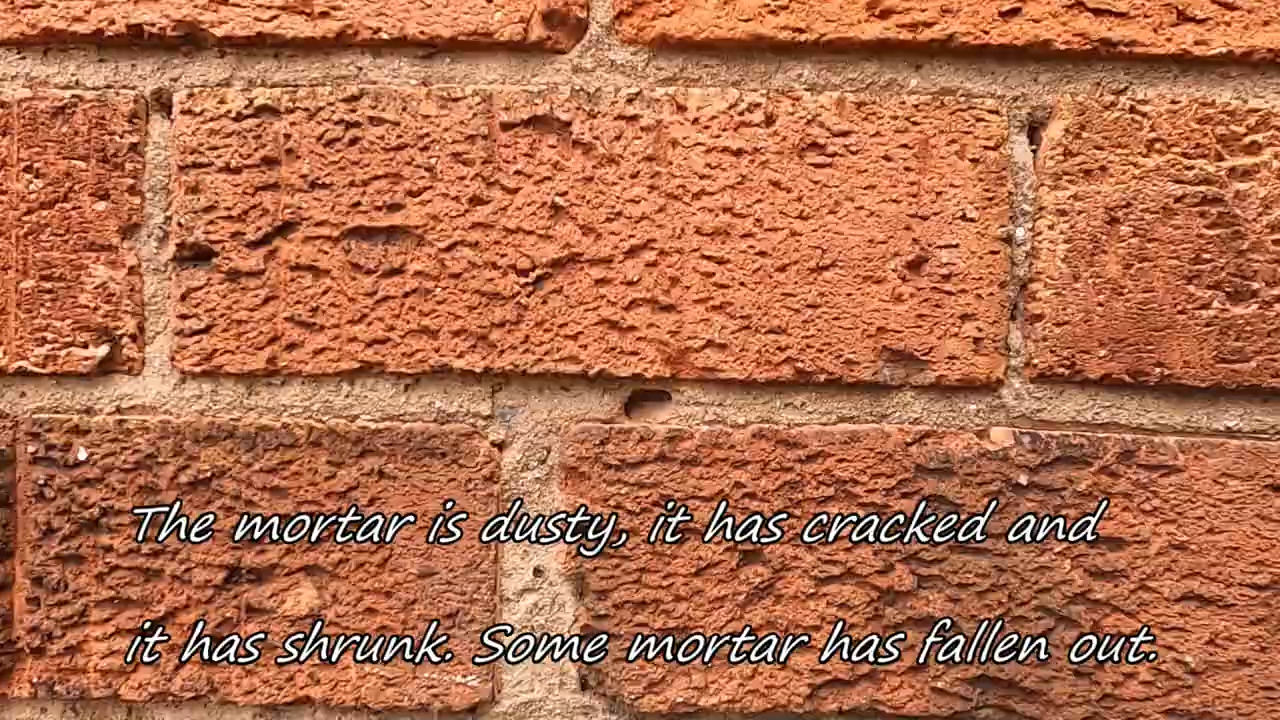 The mortar is dusty, it has cracked and
it has shrunk. Some mortar has fallen out.